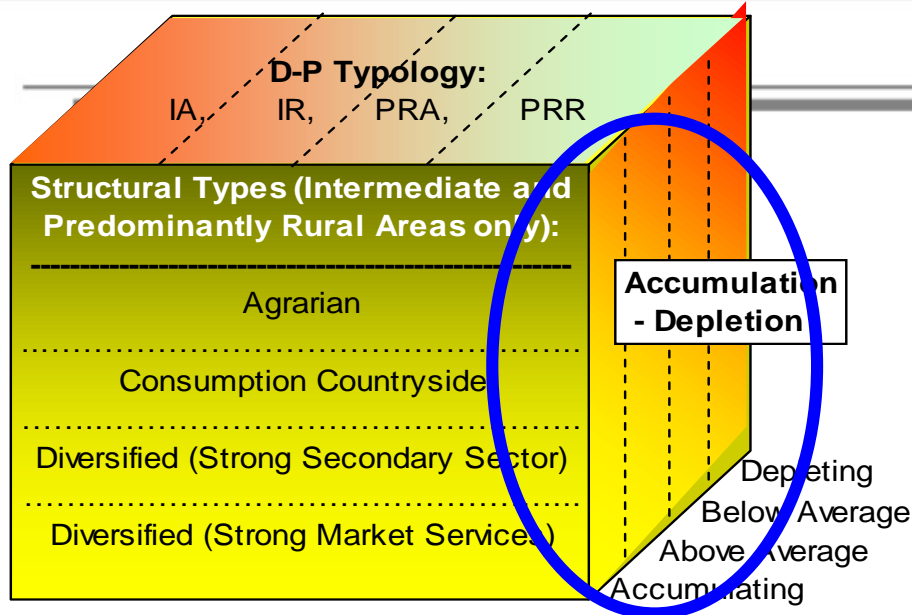 D-P Typology:
IA, IR, PRA, PRR
Structural Types (Intermediate and
Predominantly Rural Areas only):
Agrarian
Consumption Countryside
Diversified (Strong Secondary Sector)
Diversified (Strong Market Services)
Accumulation
- Depletion
Depleting
Below Average
Above Average
Accumulating